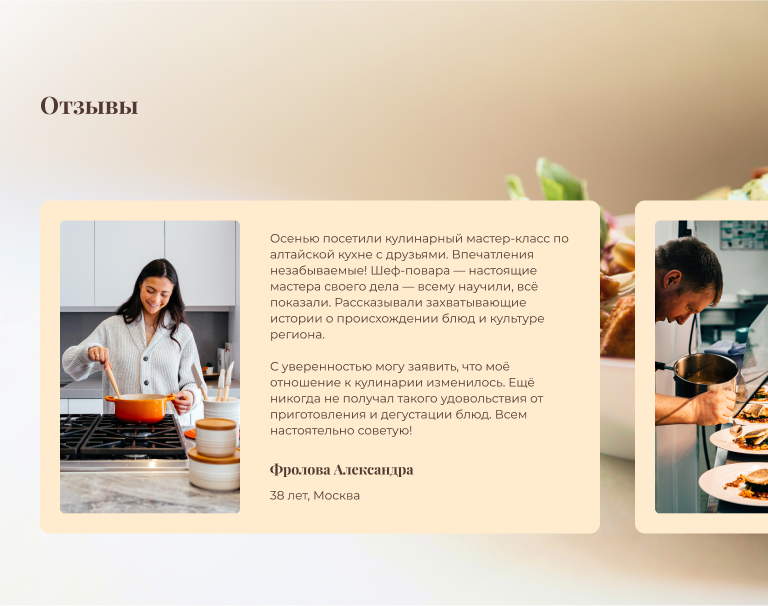 Отзывы
Осенью посетили кулинарный мастер-класс по
алтайской кухне с друзьями. Впечатления
незабываемые! Шеф-повара — настоящие
мастера своего дела — всему научили, всё
показали. Рассказывали захватывающие
истории о происхождении блюд и культуре
региона.
С уверенностью могу заявить, что моё
отношение к кулинарии изменилось. Ещё
никогда не получал такого удовольствия от
приготовления и дегустации блюд. Всем
настоятельно советую!
Фролова Александра
38 лет, Москва